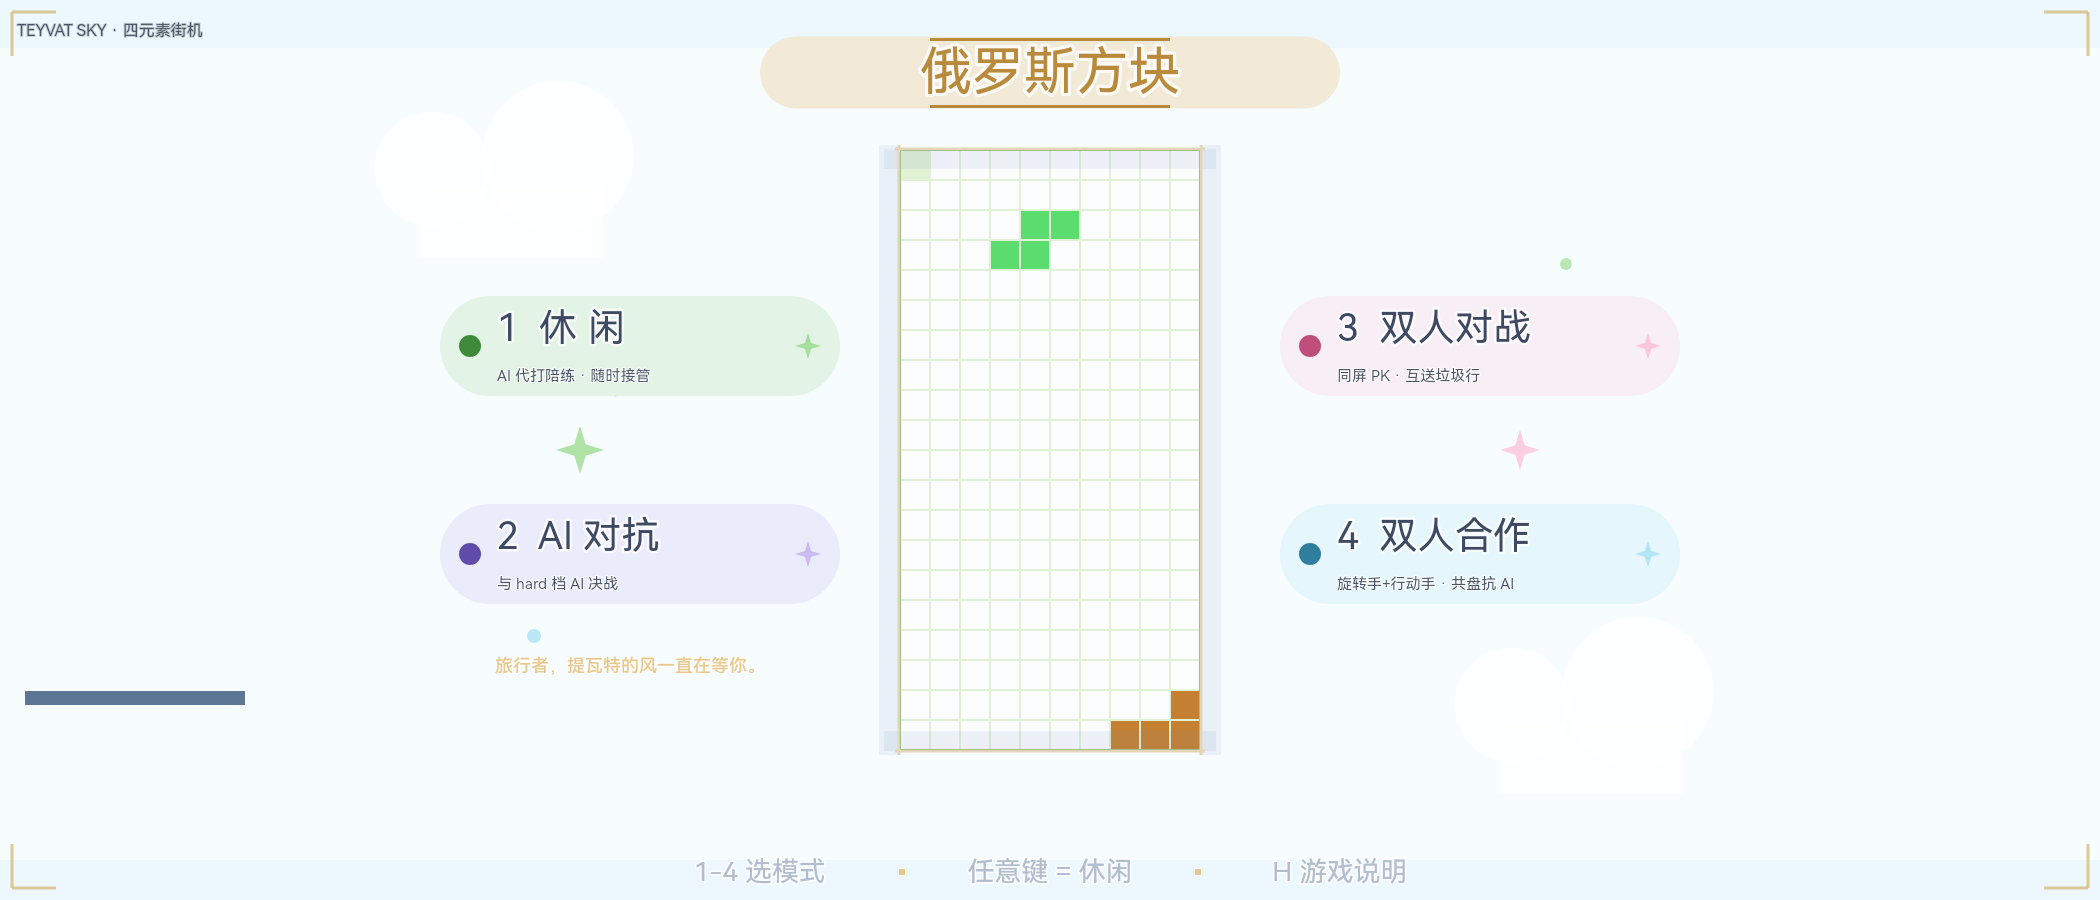 TEYVAT SKY · 四元素街机
俄罗斯方块
1 休 闲
AI 代打陪练 · 随时接管
2 AI 对抗
与 hard 档 AI 决战
旅行者，提瓦特的风一直在等你。
3 双人对战
同屏 PK · 互送垃圾行
4 双人合作
旋转手+行动手 · 共盘抗 AI
1-4 选模式 · 任意键 = 休闲 · H 游戏说明